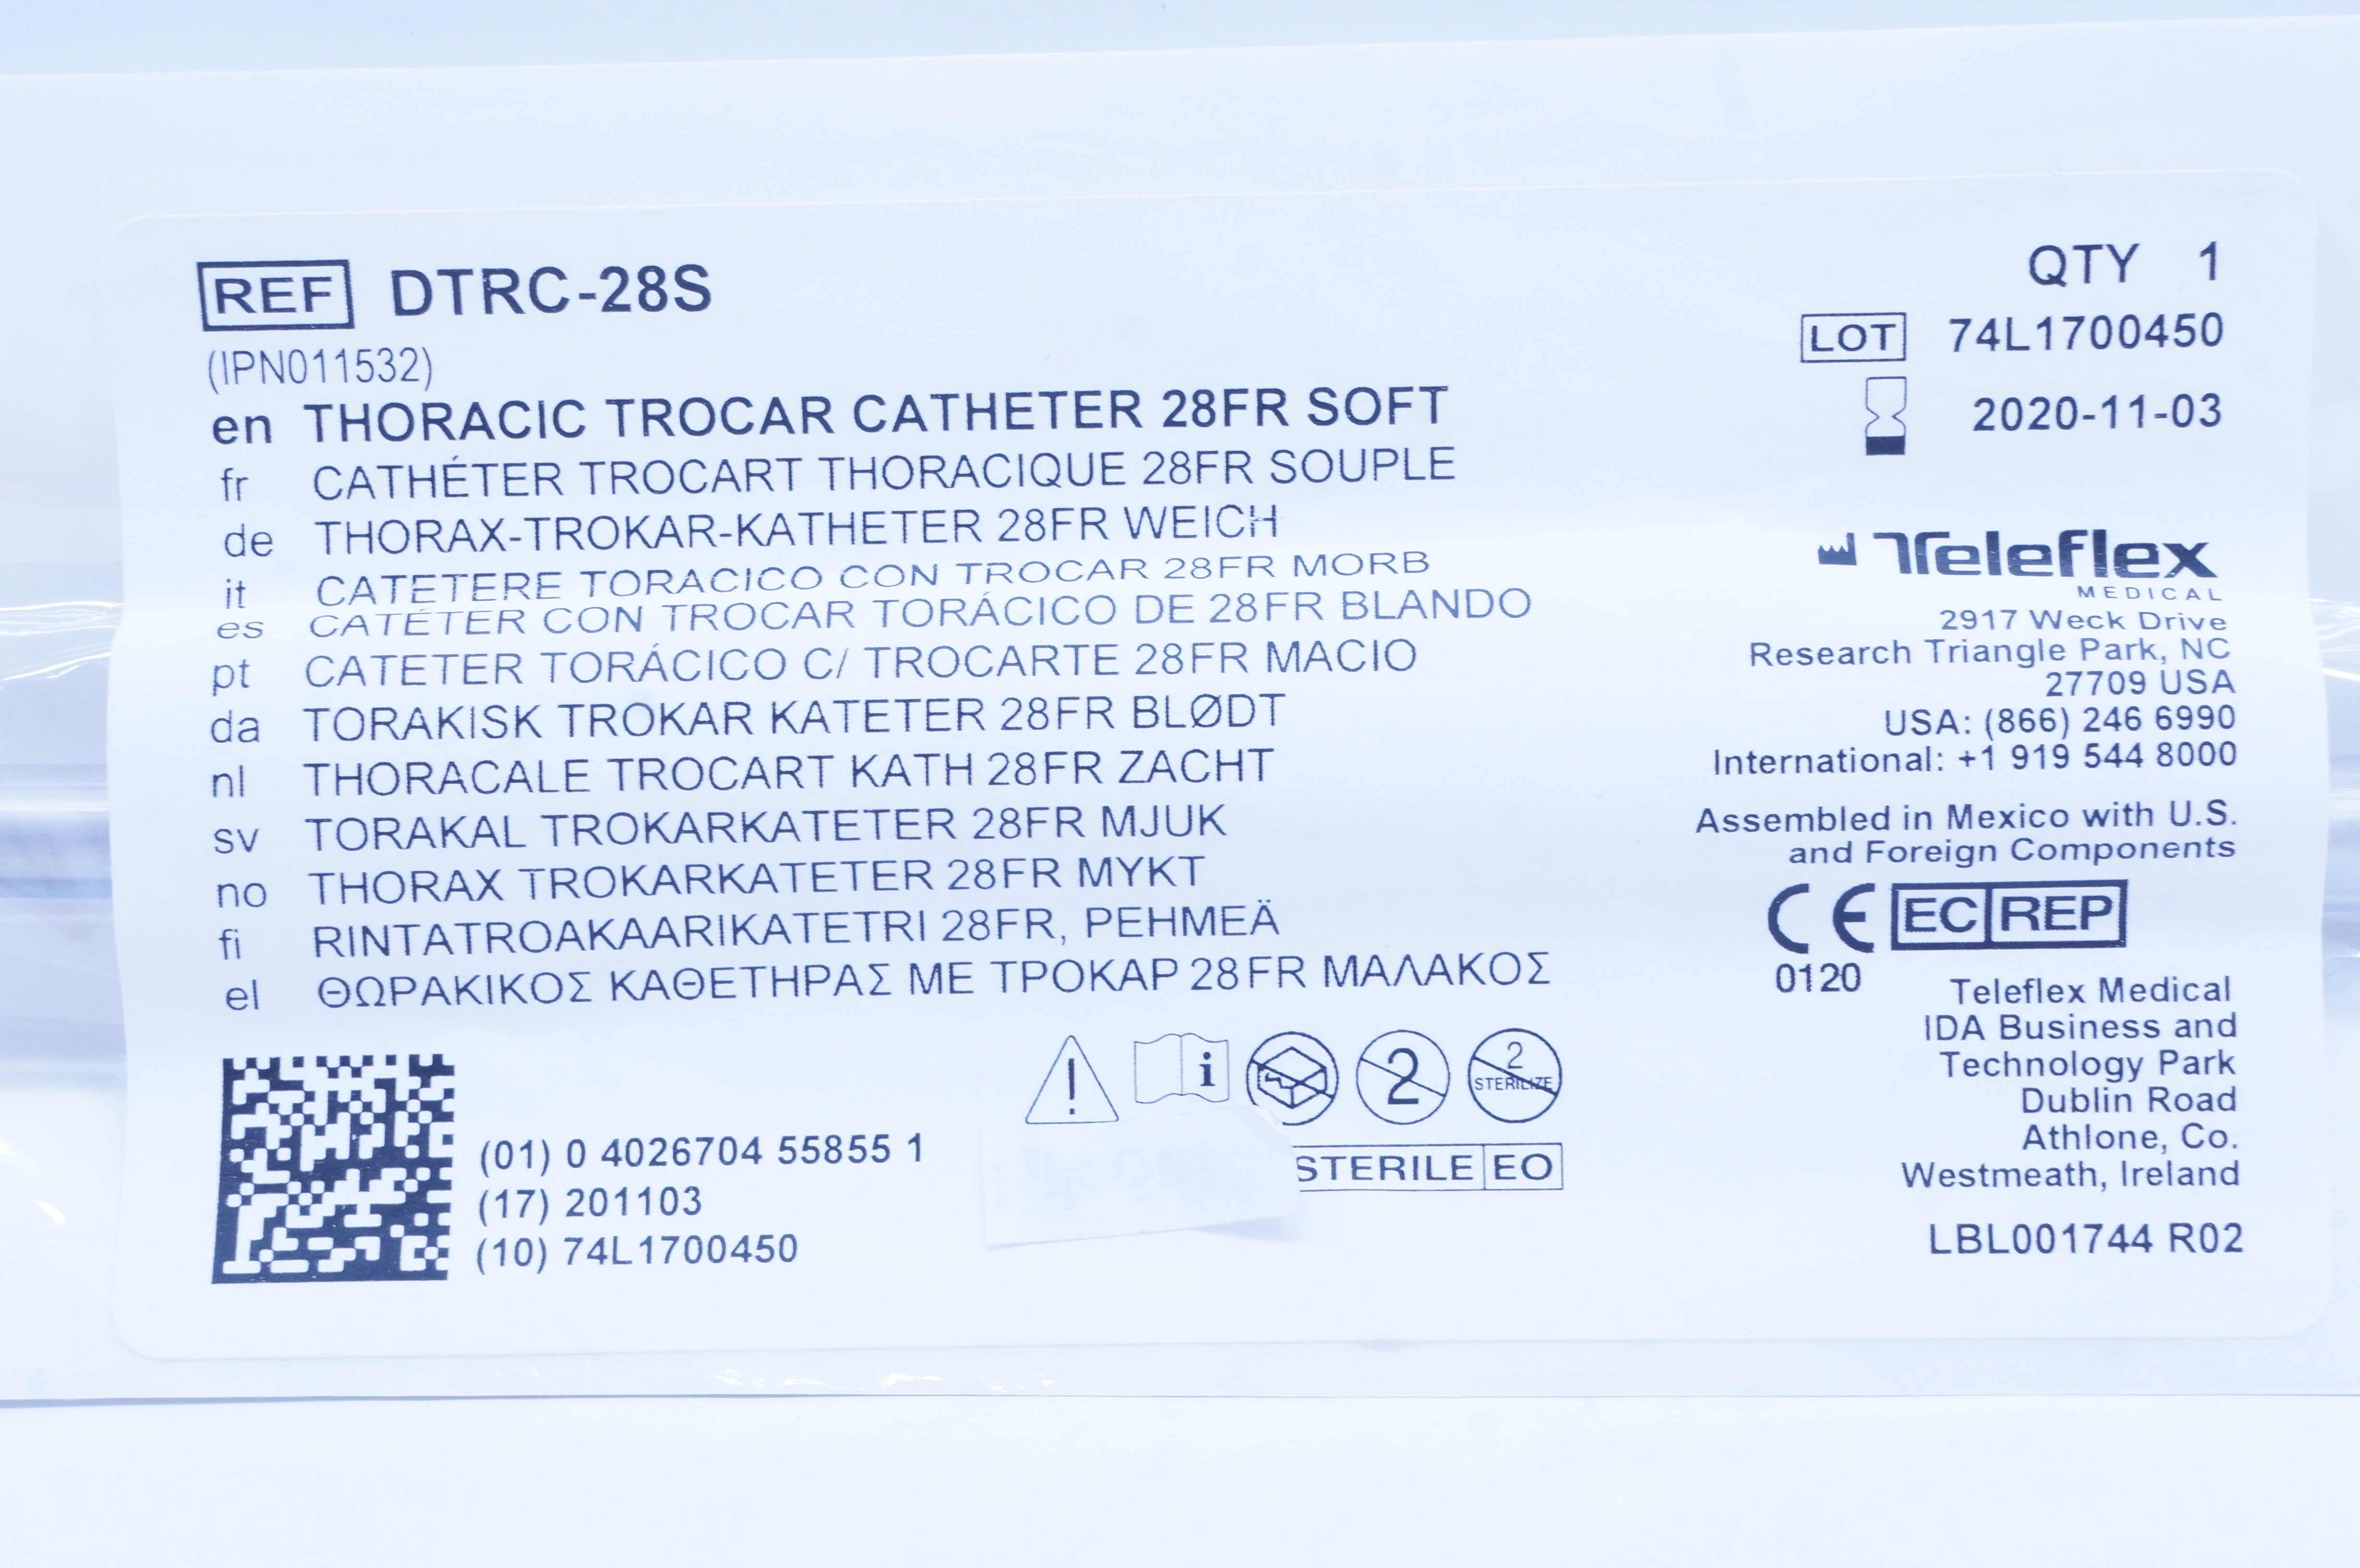 REF DTRC-28S
(IPN011532)
en THORACIC TROCAR CATHETER 28FR SOFT
fr CATHÉTER TROCART THORACIQUE 28FR SOUPLE
de THORAX-TROKAR-KATHETER 28FR WEICH
it CATETERE TORACICO CON TROCAR 28FR MORB
es CATÉTER CON TROCAR TORÁCICO DE 28FR BLANDO
pt CATETER TORÁCICO C/ TROCARTE 28FR MACIO
da TORAKISK TROKAR KATETER 28FR BLØDT
nl THORACALE TROCART KATH 28FR ZACHT
sv TORAKAL TROKARKATETER 28FR MJUK
no THORAX TROKARKATETER 28FR MYKT
fi RINTATROAKAARIKATETRI 28FR, PEHMEÄ
el ΘΩΡΑΚΙΚΟΣ ΚΑΘΕΤΗΡΑΣ ΜΕ ΤΡΟΚΑΡ 28FR ΜΑΛΑΚΟΣ
(01) 0 4026704 55855 1
(17) 201103
(10) 74L1700450
! i 2 2
STERILIZE
STERILE EO
QTY 1
LOT 74L1700450
2020-11-03
Teleflex
MEDICAL
2917 Weck Drive
Research Triangle Park, NC
27709 USA
USA: (866) 246 6990
International: +1 919 544 8000
Assembled in Mexico with U.S.
and Foreign Components
CE EC REP
0120
Teleflex Medical
IDA Business and
Technology Park
Dublin Road
Athlone, Co.
Westmeath, Ireland
LBL001744 R02